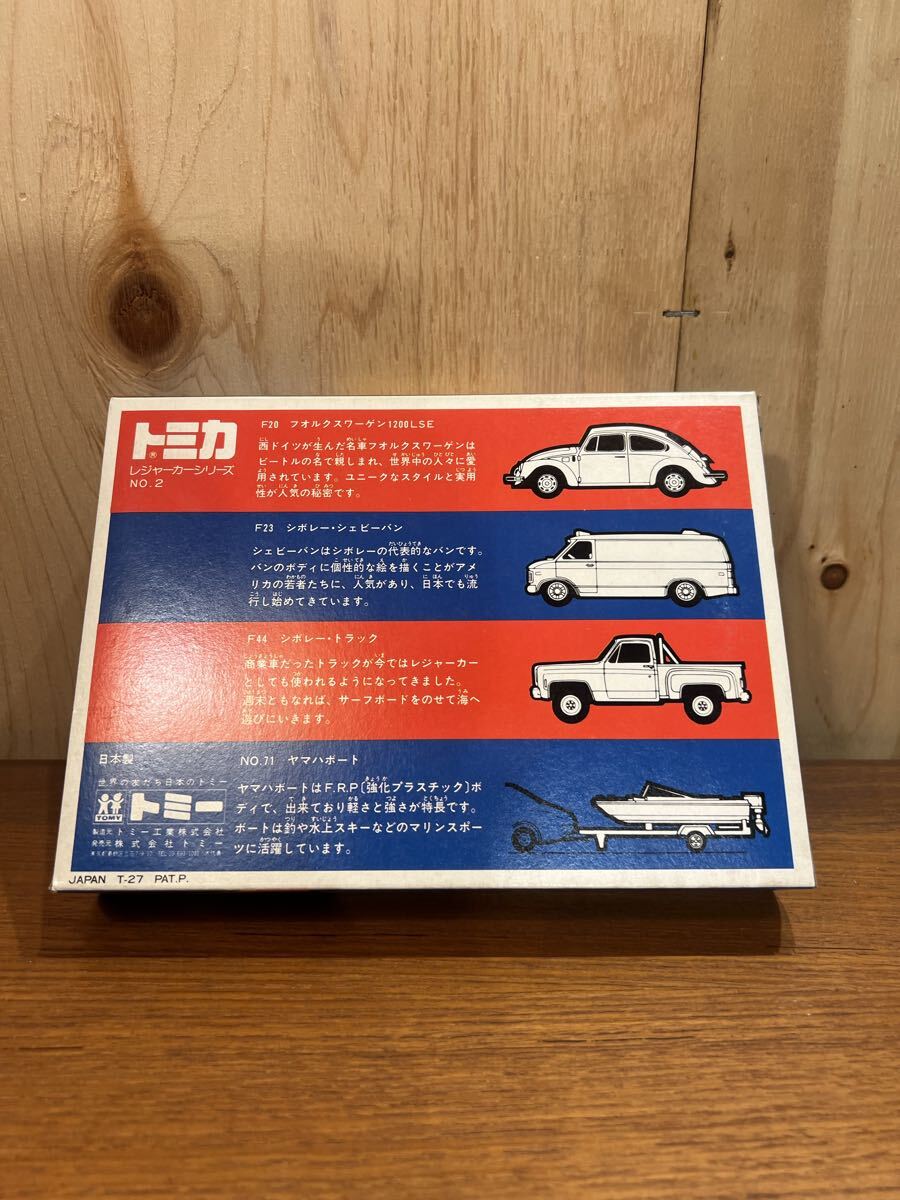 トミカ
®
レジャーカーシリーズ
NO.2
F20 フオルクスワーゲン1200LSE
西ドイツが生んだ名車フオルクスワーゲンは
ビートルの名で親しまれ、世界中の人々に愛
用されています。ユニークなスタイルと実用
性が人気の秘密です。
F23 シボレー・シェビーバン
シェビーバンはシボレーの代表的なバンです。
バンのボディに個性的な絵を描くことがアメ
リカの若者たちに、人気があり、日本でも流
行し始めてきています。
F44 シボレー・トラック
商業車だったトラックが今ではレジャーカー
としても使われるようになってきました。
週末ともなれば、サーフボードをのせて海へ
遊びにいきます。
NO.71 ヤマハボート
ヤマハボートはF.R.P〔強化プラスチック〕ボ
ディで、出来ており軽さと強さが特長です。
ボートは釣や水上スキーなどのマリンスポー
ツに活躍しています。
日本製
世界の友だち日本のトミー
TOMY
トミー
製造元 トミー工業株式会社
発売元 株式会社 トミー
JAPAN T-27 PAT.P.